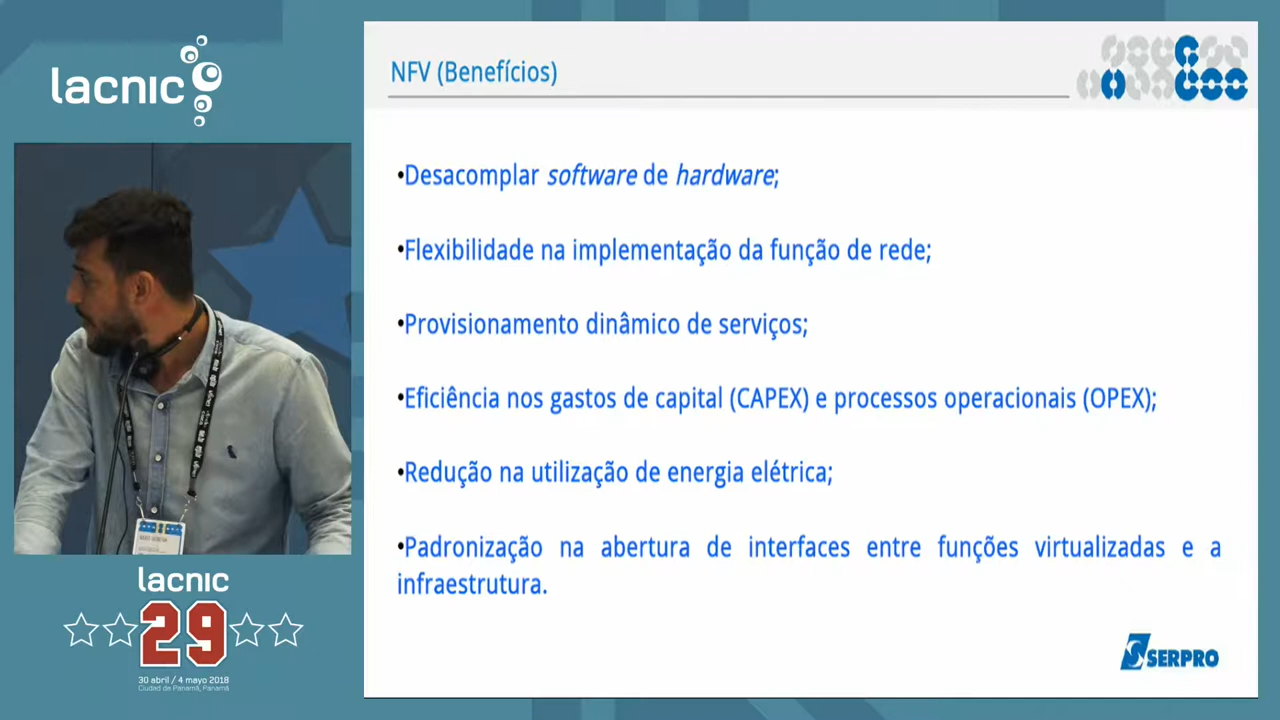 lacnic
NFV (Benefícios)
•Desacomplar software de hardware;
•Flexibilidade na implementação da função de rede;
•Provisionamento dinâmico de serviços;
•Eficiência nos gastos de capital (CAPEX) e processos operacionais (OPEX);
•Redução na utilização de energia elétrica;
•Padronização na abertura de interfaces entre funções virtualizadas e a
infraestrutura.
SERPRO
lacnic
29
30 abril / 4 mayo 2018
Ciudad de Panamá, Panamá